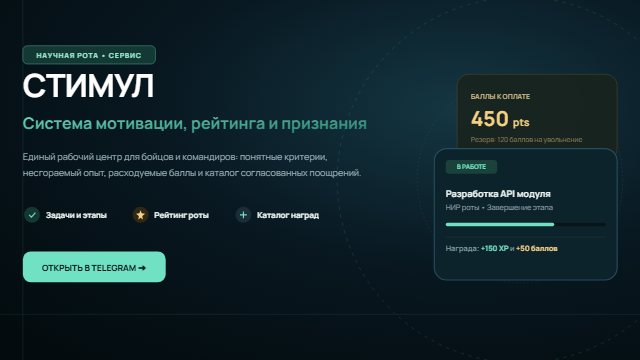 НАУЧНАЯ РОТА • СЕРВИС
СТИМУЛ
Система мотивации, рейтинга и признания
Единый рабочий центр для бойцов и командиров: понятные критерии,
несгораемый опыт, расходуемые баллы и каталог согласованных поощрений.
Задачи и этапы
Рейтинг роты
Каталог наград
ОТКРЫТЬ В TELEGRAM ➔
БАЛЛЫ К ОПЛАТЕ
450 pts
Резерв: 120 баллов на увольнение
В РАБОТЕ
Разработка API модуля
НИР роты • Завершение этапа
Награда: +150 XP и +50 баллов